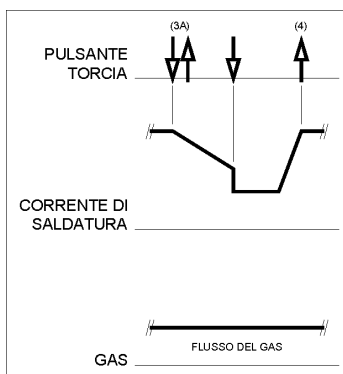 (3A)
(4)
PULSANTE
TORCIA
CORRENTE DI
SALDATURA
FLUSSO DEL GAS
GAS